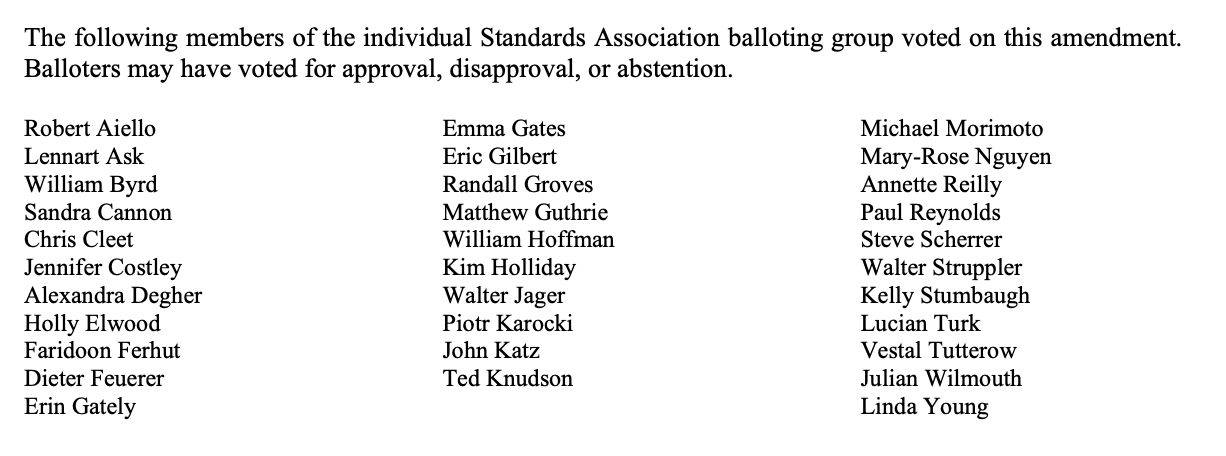 The following members of the individual Standards Association balloting group voted on this amendment.
Balloters may have voted for approval, disapproval, or abstention.
Robert Aiello
Lennart Ask
William Byrd
Sandra Cannon
Chris Cleet
Jennifer Costley
Alexandra Degher
Holly Elwood
Faridoon Ferhut
Dieter Feuerer
Erin Gately
Emma Gates
Eric Gilbert
Randall Groves
Matthew Guthrie
William Hoffman
Kim Holliday
Walter Jager
Piotr Karocki
John Katz
Ted Knudson
Michael Morimoto
Mary-Rose Nguyen
Annette Reilly
Paul Reynolds
Steve Scherrer
Walter Struppler
Kelly Stumbaugh
Lucian Turk
Vestal Tutterow
Julian Wilmouth
Linda Young